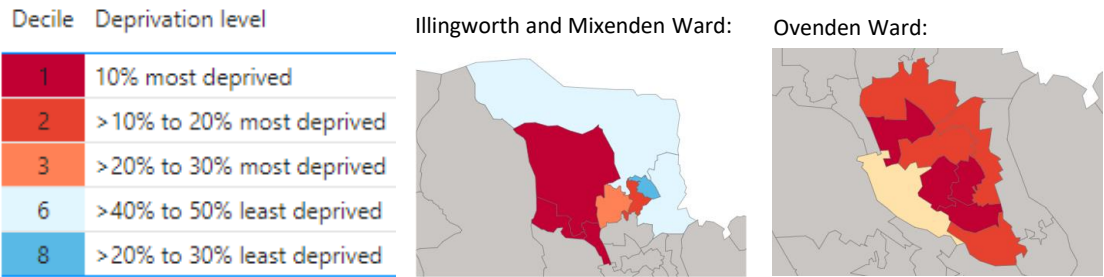 Decile Deprivation level
1 10% most deprived
2 >10% to 20% most deprived
3 >20% to 30% most deprived
6 >40% to 50% least deprived
8 >20% to 30% least deprived
Illingworth and Mixenden Ward:
Ovenden Ward: